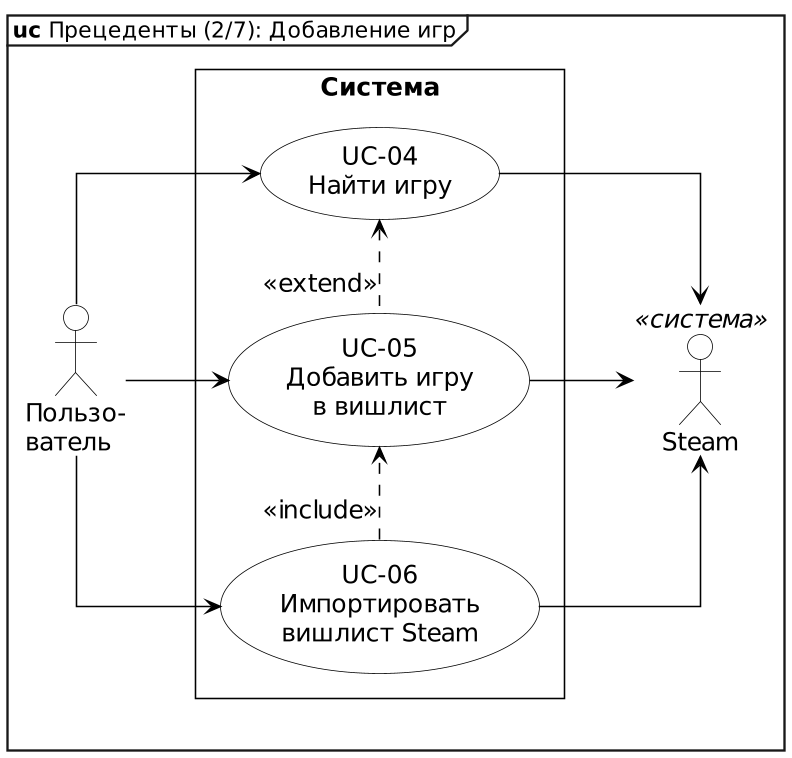 uc Прецеденты (2/7): Добавление игр
Система
UC-04
Найти игру
«extend»
«система»
UC-05
Добавить игру
в вишлист
Пользо-
ватель
Steam
«include»
UC-06
Импортировать
вишлист Steam